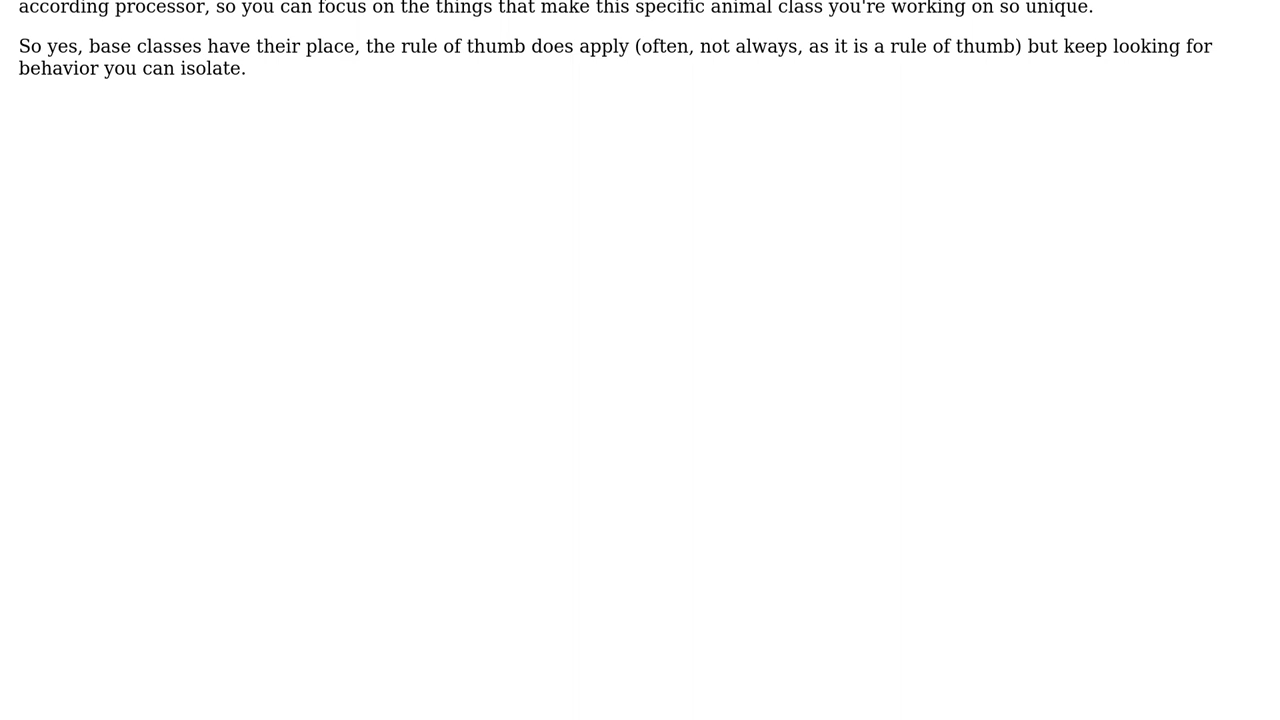 according processor, so you can focus on the things that make this specific animal class you're working on so unique.
So yes, base classes have their place, the rule of thumb does apply (often, not always, as it is a rule of thumb) but keep looking for
behavior you can isolate.